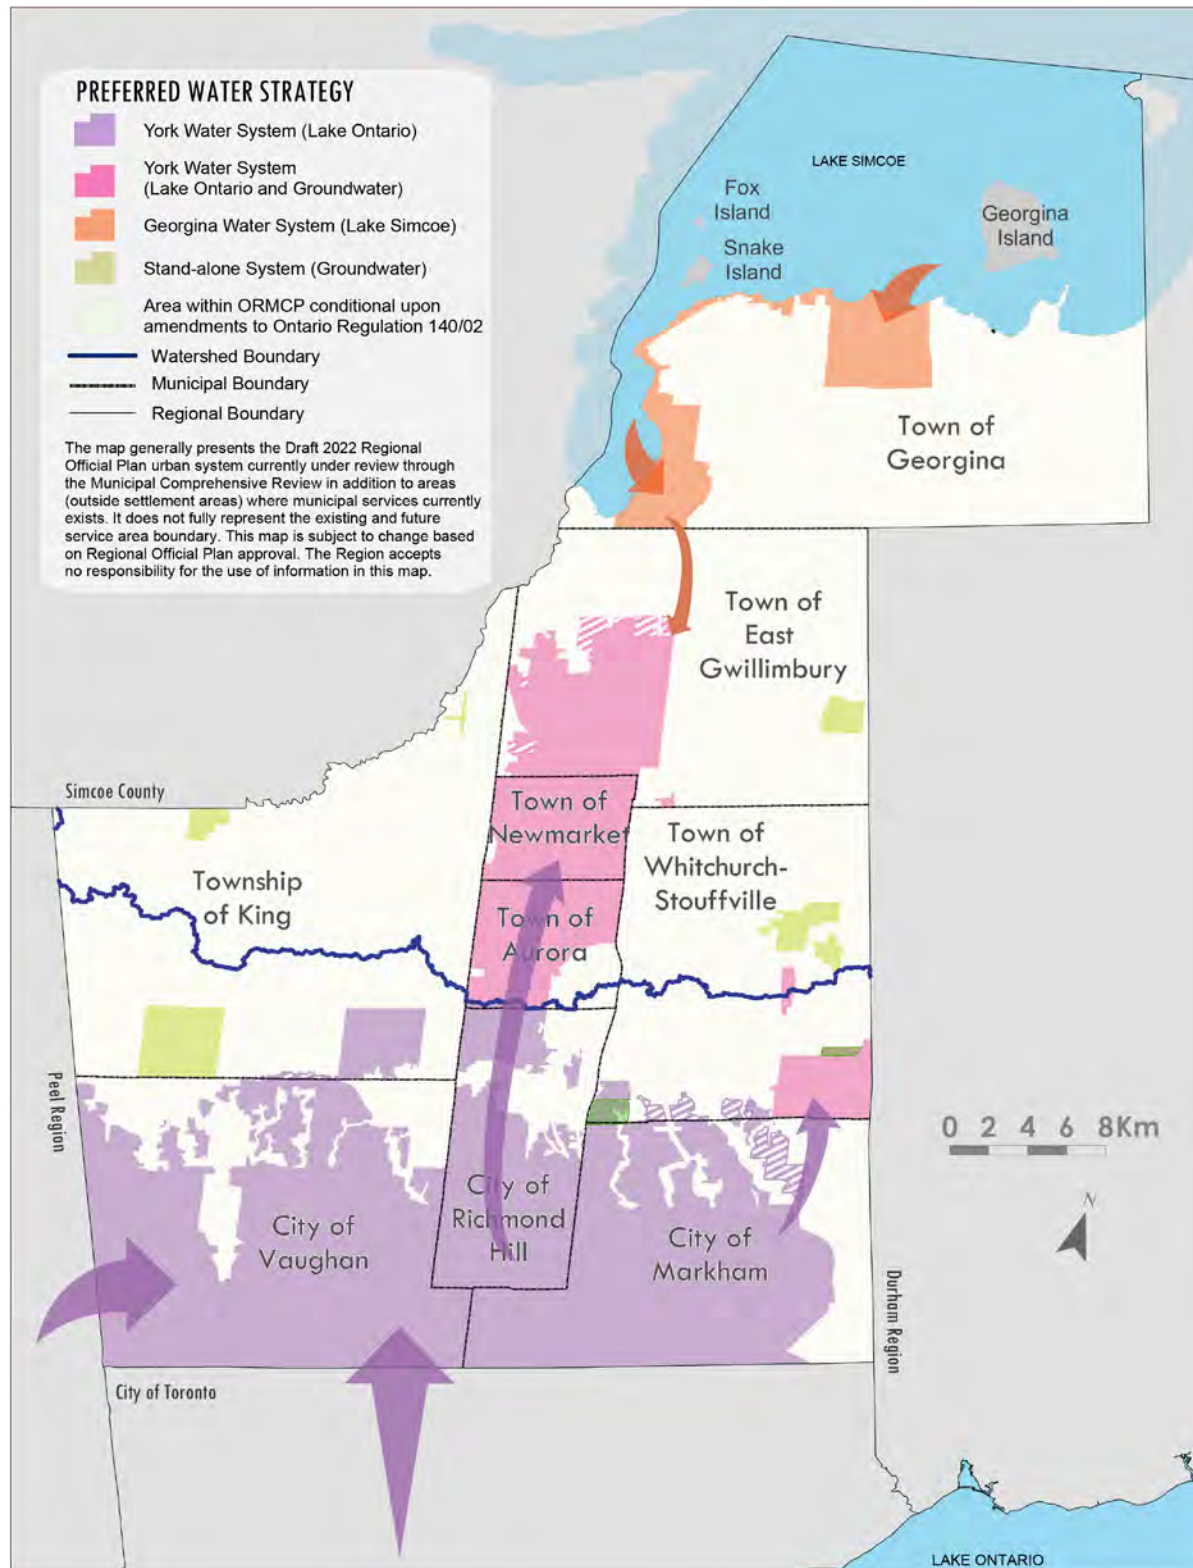 PREFERRED WATER STRATEGY
York Water System (Lake Ontario)
York Water System
(Lake Ontario and Groundwater)
Georgina Water System (Lake Simcoe)
Stand-alone System (Groundwater)
Area within ORMCP conditional upon
amendments to Ontario Regulation 140/02
Watershed Boundary
Municipal Boundary
Regional Boundary
The map generally presents the Draft 2022 Regional
Official Plan urban system currently under review through
the Municipal Comprehensive Review in addition to areas
(outside settlement areas) where municipal services currently
exists. It does not fully represent the existing and future
service area boundary. This map is subject to change based
on Regional Official Plan approval. The Region accepts
no responsibility for the use of information in this map.
LAKE SIMCOE
Fox
Island
Snake
Island
Georgina
Island
Town of
Georgina
Town of
East
Gwillimbury
Simcoe County
Town of
Newmarket
Town of
Whitchurch-
Stouffville
Township
of King
Town of
Aurora
Peel Region
City of
Vaughan
City of
Richmond
Hill
City of
Markham
Durham Region
0 2 4 6 8Km
N
City of Toronto
LAKE ONTARIO